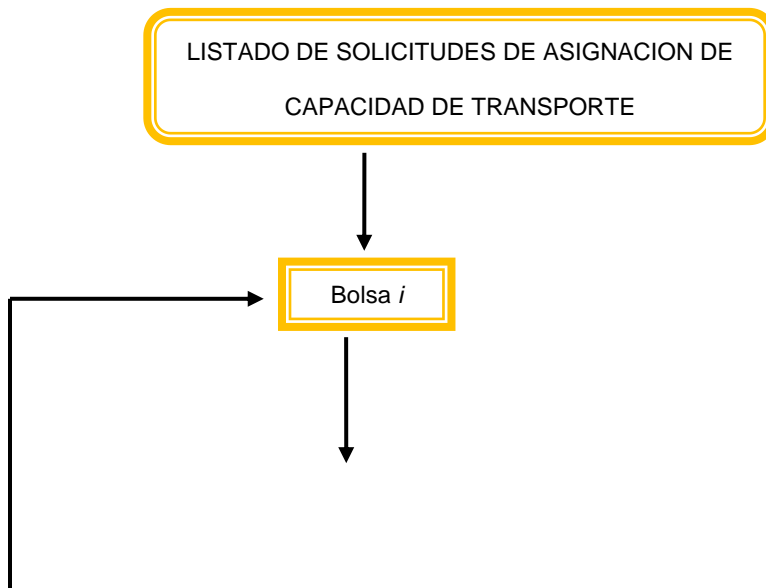 LISTADO DE SOLICITUDES DE ASIGNACION DE
CAPACIDAD DE TRANSPORTE
Bolsa i